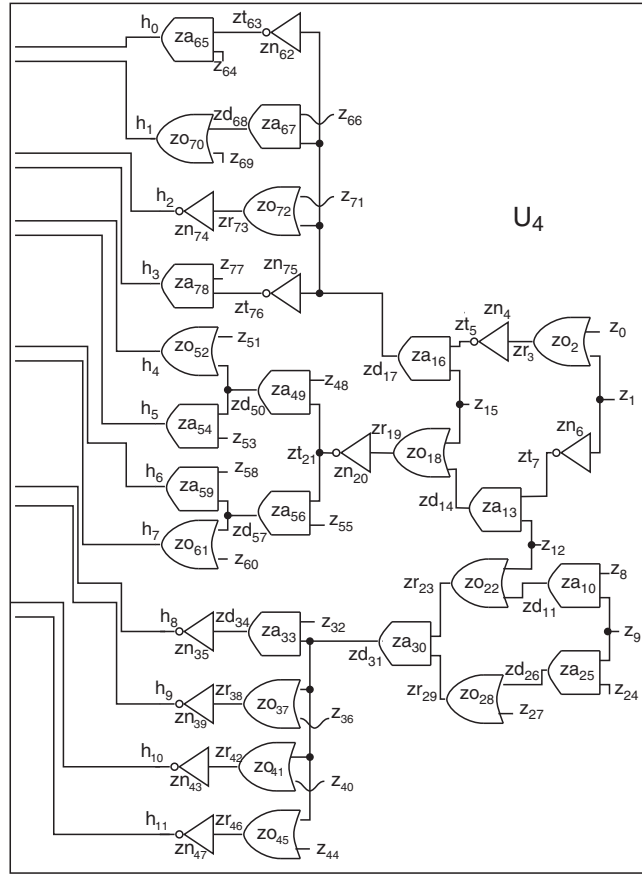 h₀ za₆₅ zt₆₃ zn₆₂
z₆₄
h₁ zo₇₀ zd₆₈ za₆₇ z₆₆
z₆₉
h₂ zn₇₄ zr₇₃ zo₇₂ z₇₁
U₄
h₃ za₇₈ z₇₇ zt₇₆ zn₇₅
h₄ zo₅₂ z₅₁
zd₁₇ za₁₆ zt₅ zn₄ zr₃ zo₂ z₀
z₁
h₅ za₅₄ z₅₃ zd₅₀ za₄₉ z₄₈
z₁₅
zt₂₁ zn₂₀ zr₁₉ zo₁₈
zt₇ zn₆
h₆ za₅₉ z₅₈
zd₁₄ za₁₃
h₇ zo₆₁ z₆₀ zd₅₇ za₅₆ z₅₅
z₁₂
zr₂₃ zo₂₂ zd₁₁ za₁₀ z₈
z₉
h₈ zn₃₅ zd₃₄ za₃₃ z₃₂
zd₃₁ za₃₀
zr₂₉ zo₂₈ zd₂₆ za₂₅ z₂₄
z₂₇
h₉ zn₃₉ zr₃₈ zo₃₇ z₃₆
h₁₀ zn₄₃ zr₄₂ zo₄₁ z₄₀
h₁₁ zn₄₇ zr₄₆ zo₄₅ z₄₄